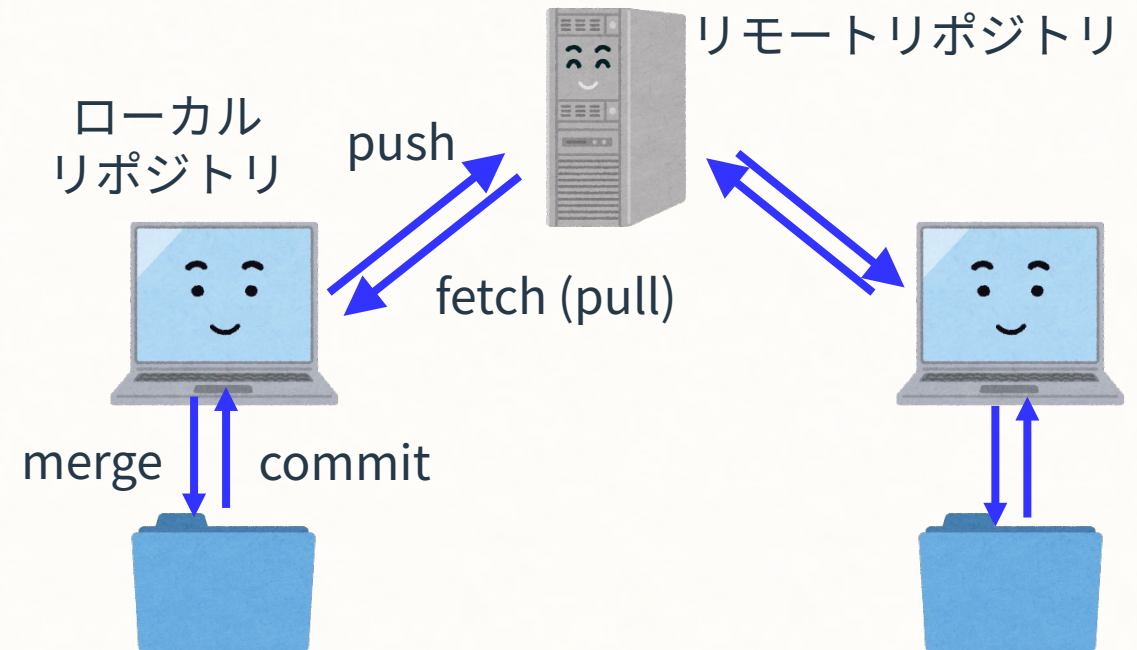 リモートリポジトリ
ローカル
リポジトリ
push
fetch (pull)
merge
commit